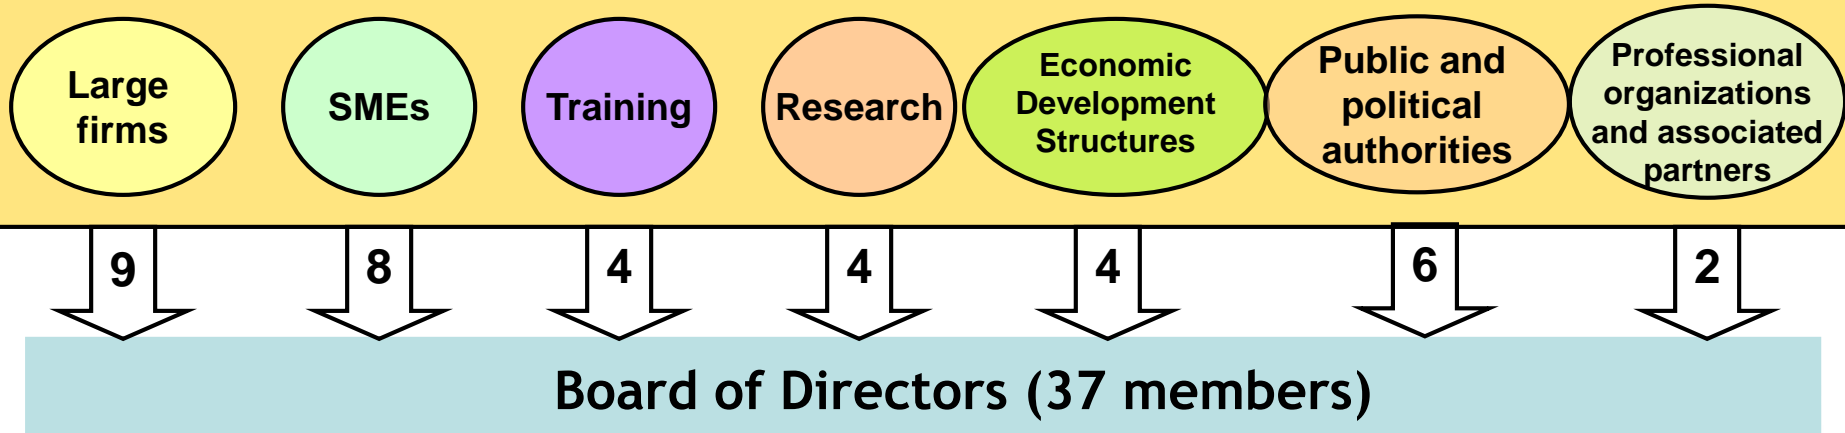 Large
firms
SMEs
Training
Research
Economic
Development
Structures
Public and
political
authorities
Professional
organizations
and associated
partners
9
8
4
4
4
6
2
Board of Directors (37 members)